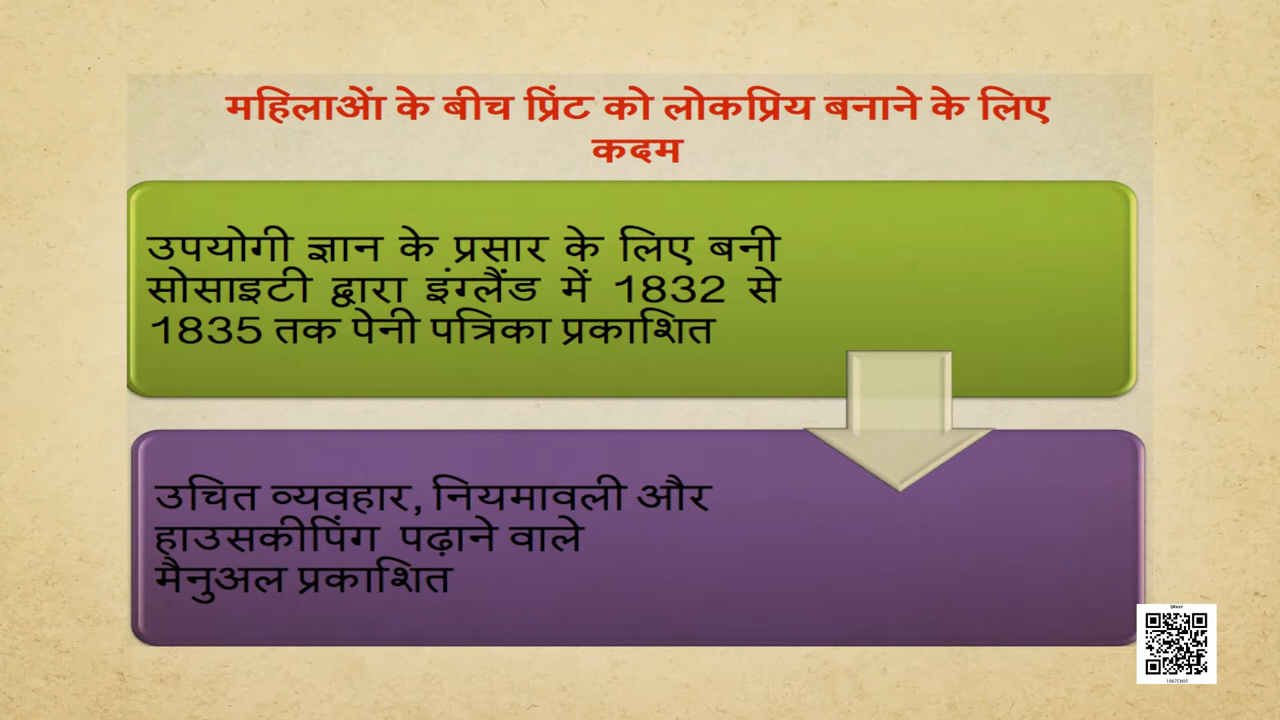 महिलाओं के बीच प्रिंट को लोकप्रिय बनाने के लिए
कदम
उपयोगी ज्ञान के प्रसार के लिए बनी
सोसाइटी द्वारा इंग्लैंड में 1832 से
1835 तक पेनी पत्रिका प्रकाशित
उचित व्यवहार, नियमावली और
हाउसकीपिंग पढ़ाने वाले
मैनुअल प्रकाशित